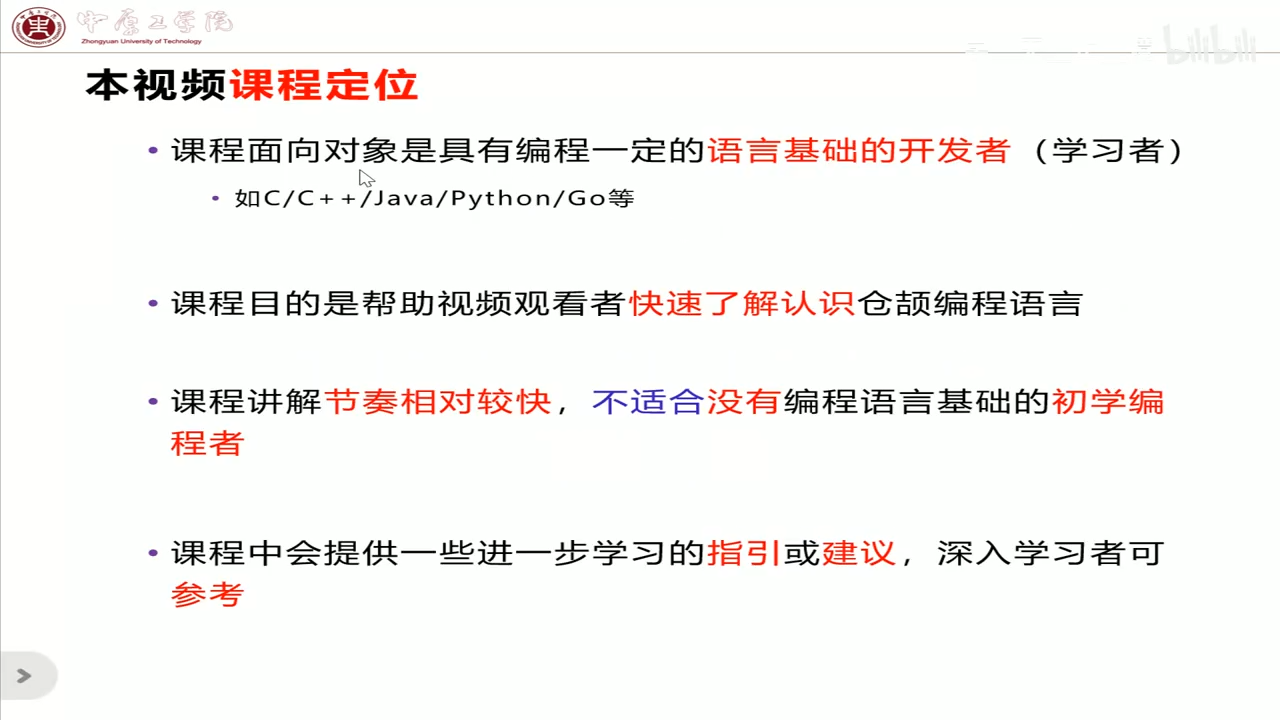 中原工学院
Zhongyuan University of Technology
bilibili
本视频课程定位
• 课程面向对象是具有编程一定的语言基础的开发者（学习者）
• 如C/C++/Java/Python/Go等
• 课程目的是帮助视频观看者快速了解认识仓颉编程语言
• 课程讲解节奏相对较快，不适合没有编程语言基础的初学编
程者
• 课程中会提供一些进一步学习的指引或建议，深入学习者可
参考